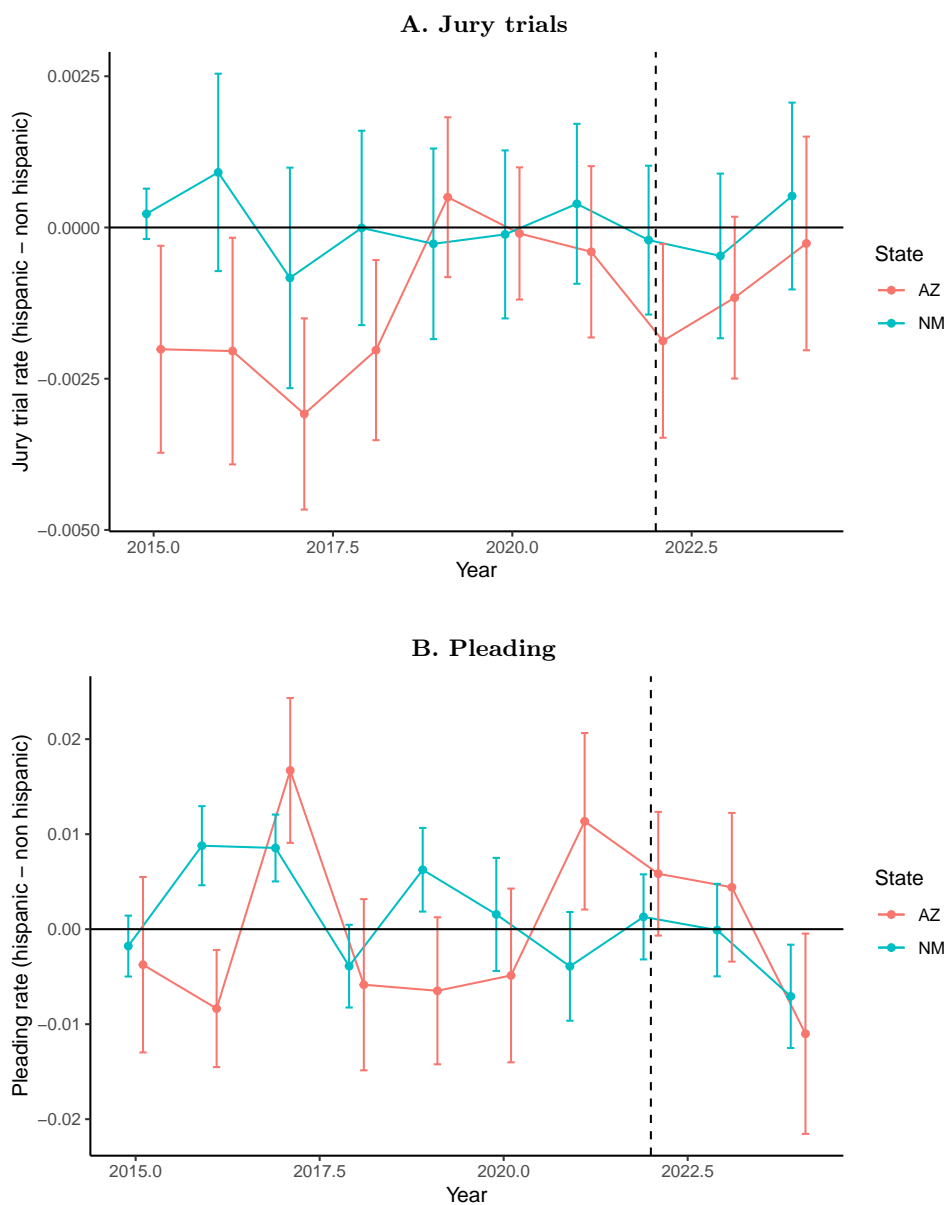 A. Jury trials
Jury trial rate (hispanic – non hispanic)
0.0025
0.0000
−0.0025
−0.0050
2015.0 2017.5 2020.0 2022.5
Year
State
AZ
NM
B. Pleading
Pleading rate (hispanic – non hispanic)
0.02
0.01
0.00
−0.01
−0.02
2015.0 2017.5 2020.0 2022.5
Year
State
AZ
NM